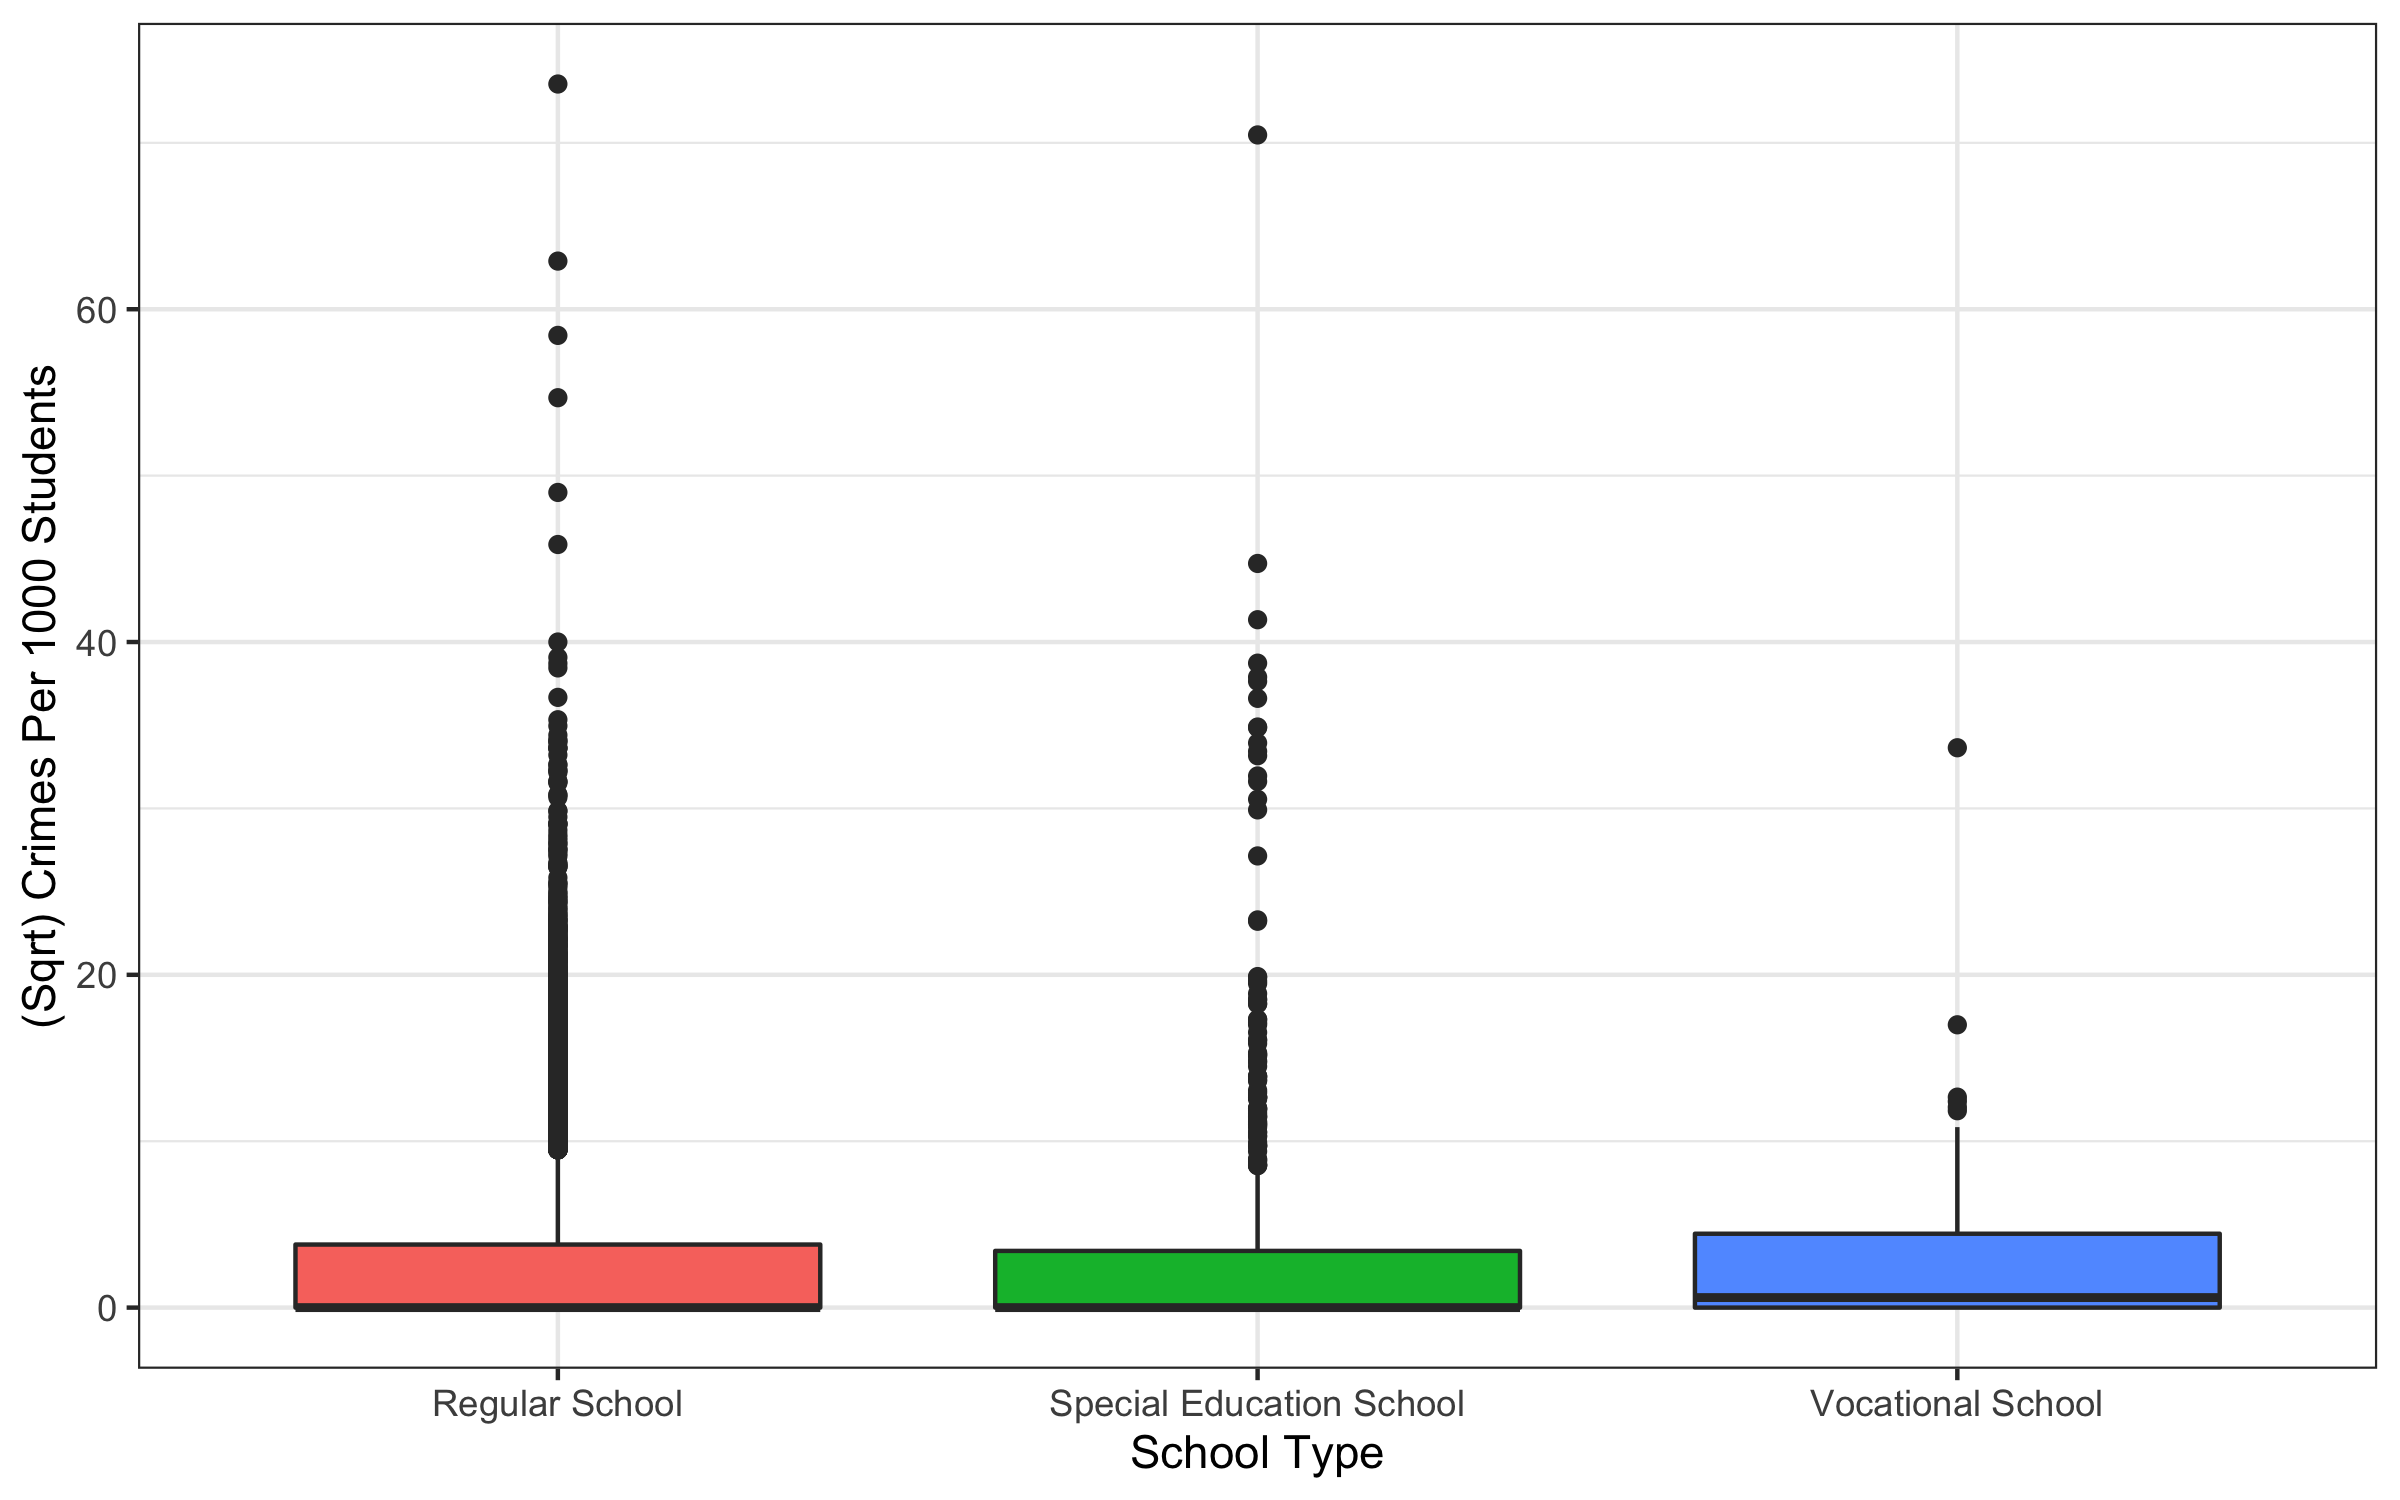 (Sqrt) Crimes Per 1000 Students
60
40
20
0
Regular School
Special Education School
Vocational School
School Type